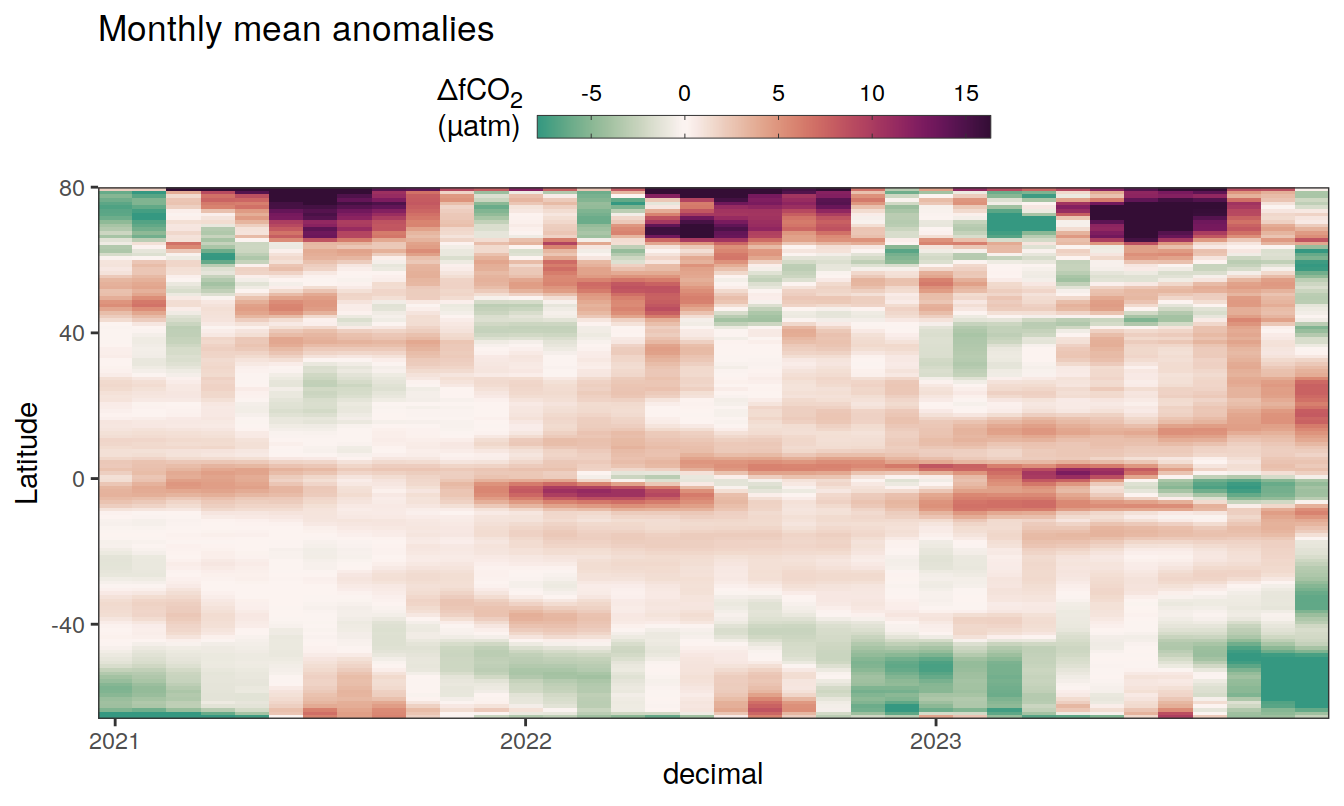 Monthly mean anomalies
ΔfCO₂
(µatm)
-5 0 5 10 15
80
40
0
-40
Latitude
2021 2022 2023
decimal